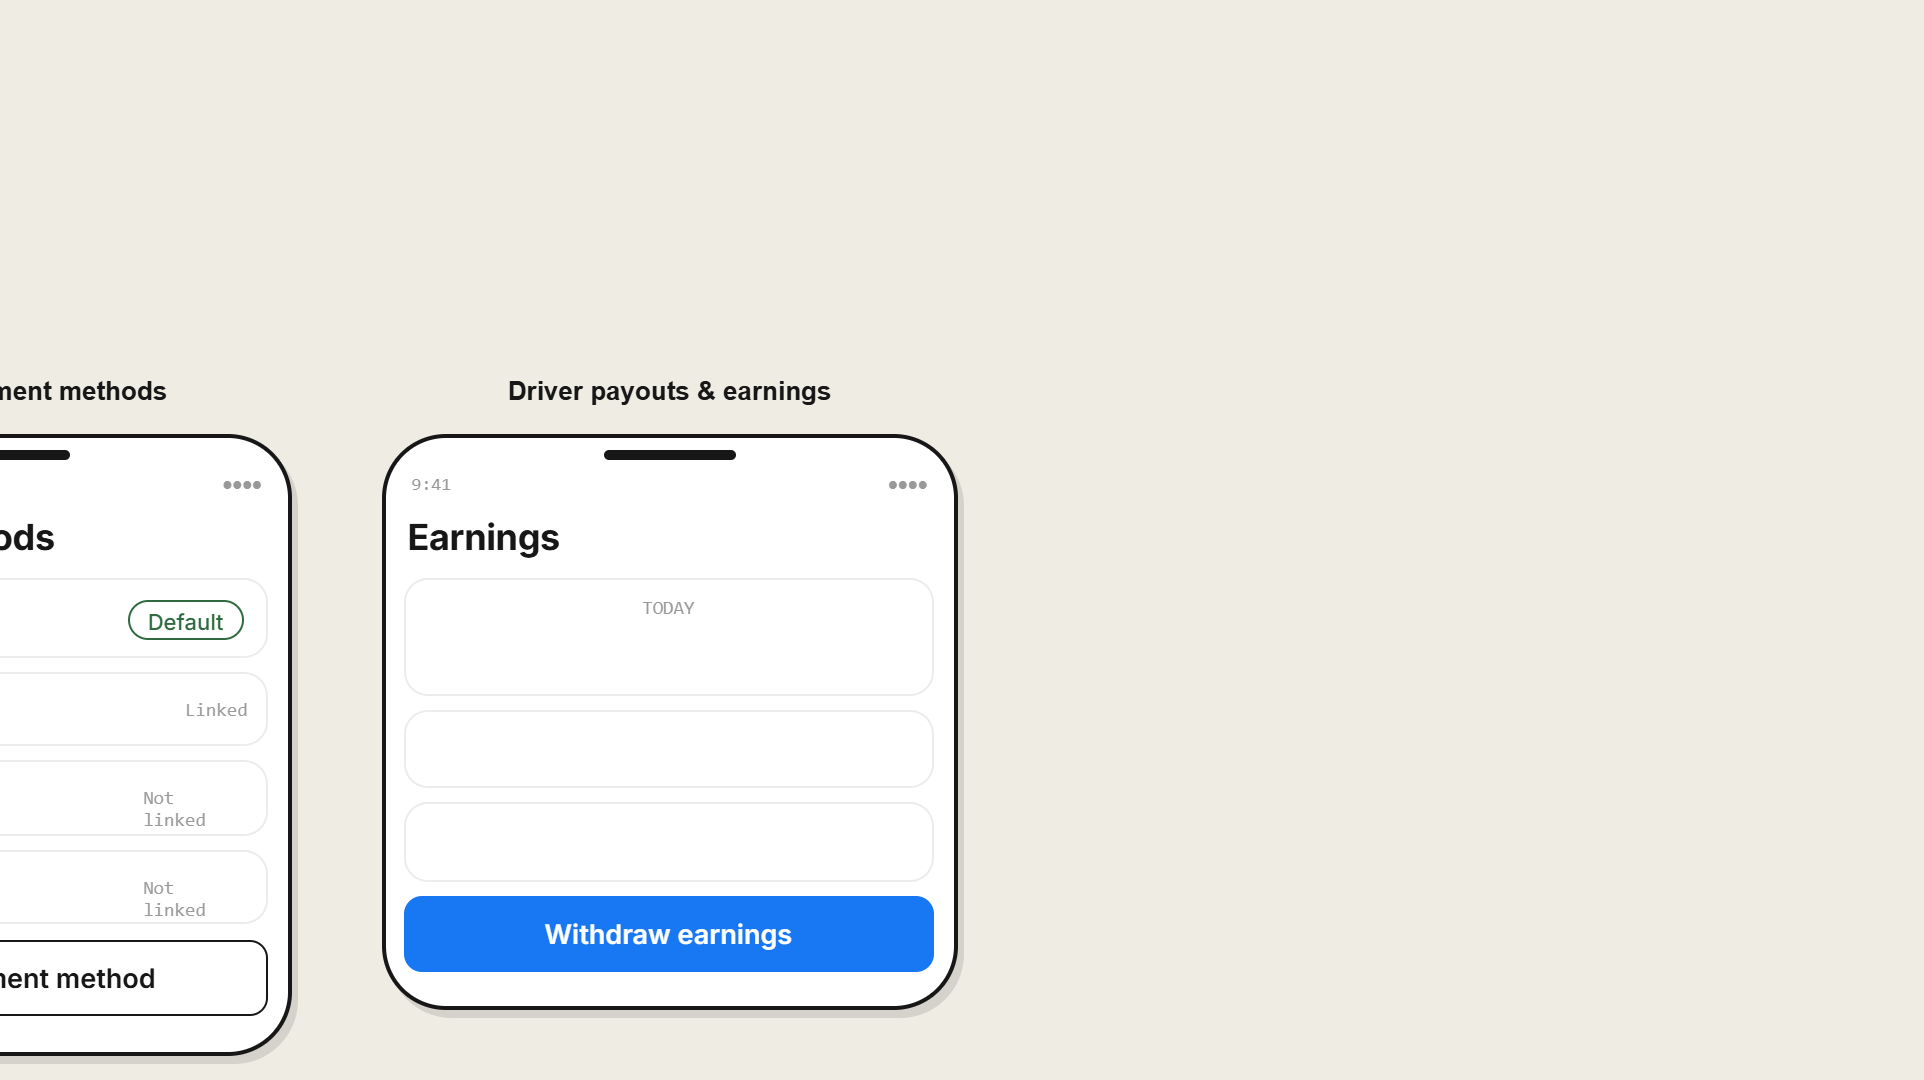 ment methods
ods
Default
Linked
Not
linked
Not
linked
ment method
Driver payouts & earnings
9:41
Earnings
TODAY
Withdraw earnings